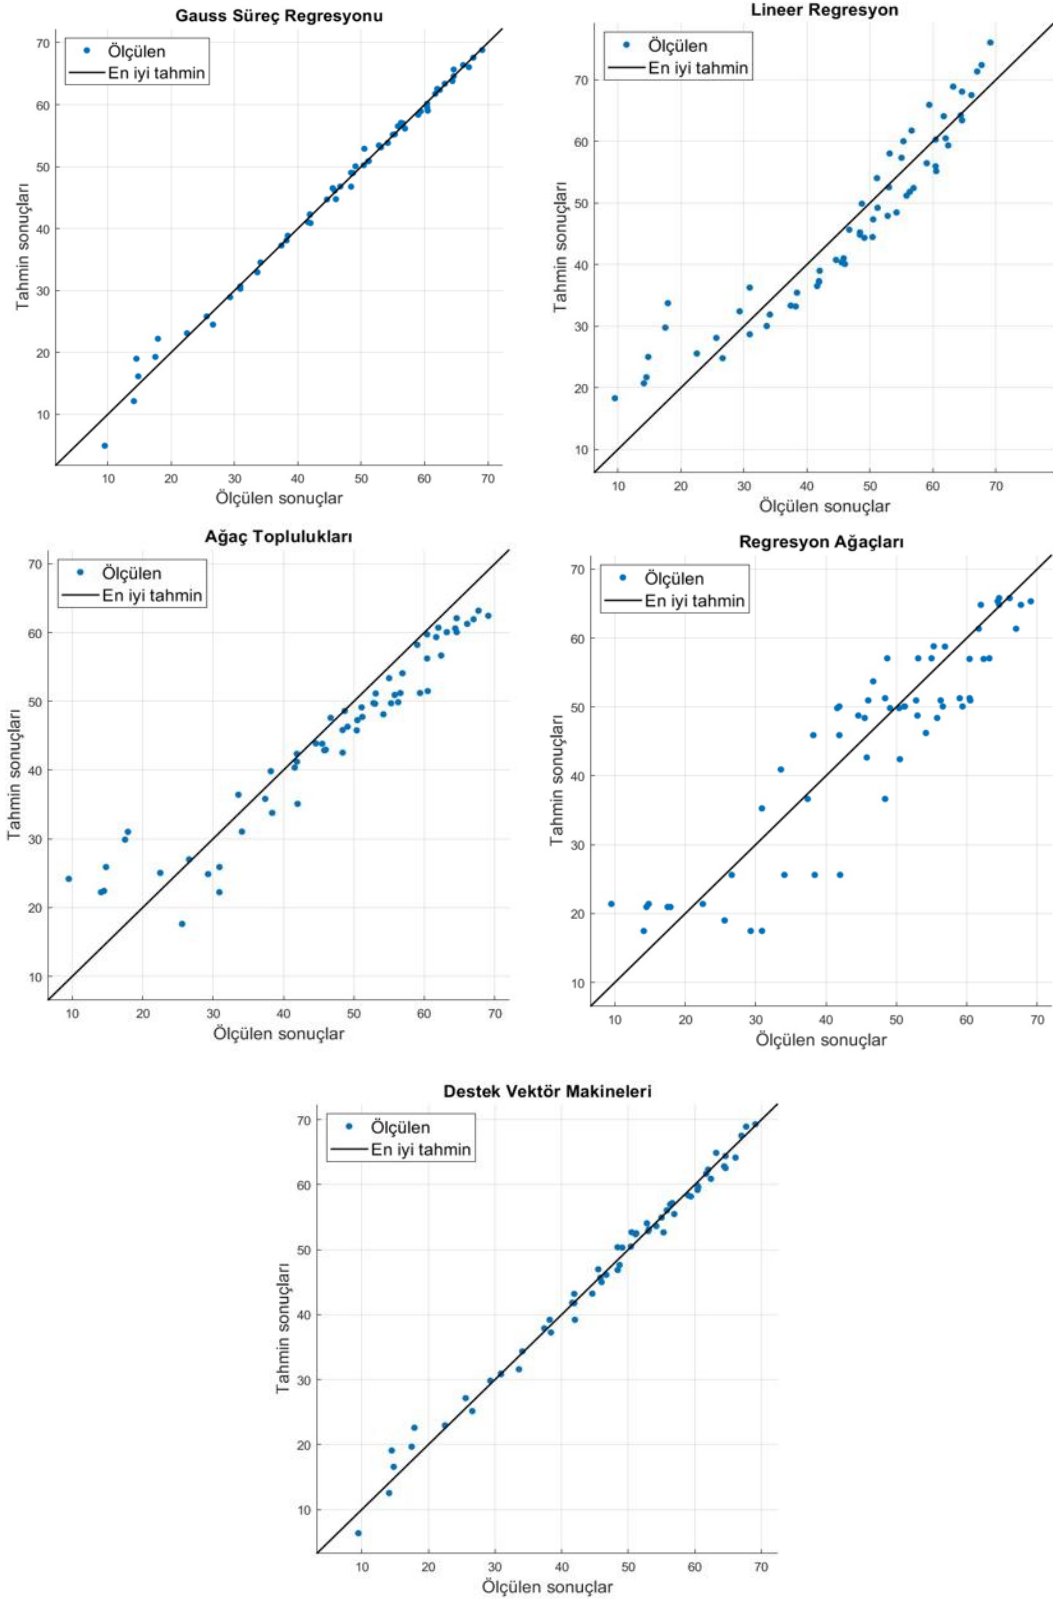 Gauss Süreç Regresyonu
Ölçülen
En iyi tahmin
Tahmin sonuçları
70
60
50
40
30
20
10
10 20 30 40 50 60 70
Ölçülen sonuçlar
Lineer Regresyon
Ölçülen
En iyi tahmin
Tahmin sonuçları
70
60
50
40
30
20
10
10 20 30 40 50 60 70
Ölçülen sonuçlar
Ağaç Toplulukları
Ölçülen
En iyi tahmin
Tahmin sonuçları
70
60
50
40
30
20
10
10 20 30 40 50 60 70
Ölçülen sonuçlar
Regresyon Ağaçları
Ölçülen
En iyi tahmin
Tahmin sonuçları
70
60
50
40
30
20
10
10 20 30 40 50 60 70
Ölçülen sonuçlar
Destek Vektör Makineleri
Ölçülen
En iyi tahmin
Tahmin sonuçları
70
60
50
40
30
20
10
10 20 30 40 50 60 70
Ölçülen sonuçlar